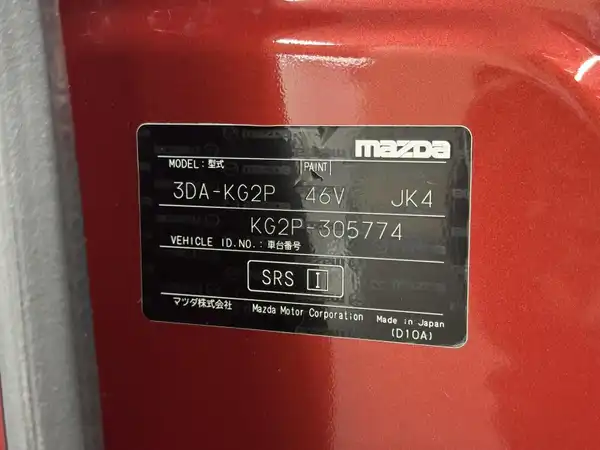 mazda
MODEL:型式 PAINT
3DA-KG2P 46V JK4
KG2P-305774
VEHICLE ID.NO.:車台番号
SRS I
マツダ株式会社 Mazda Motor Corporation Made in Japan
(D10A)